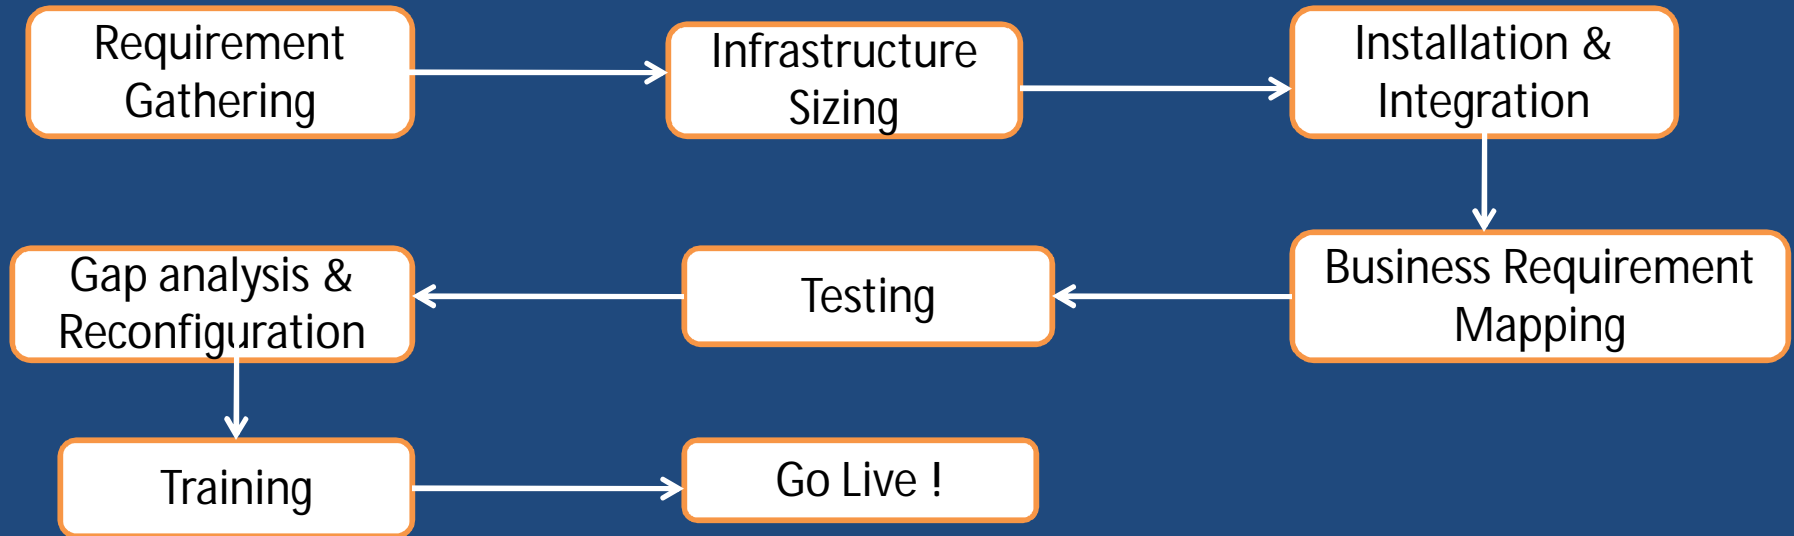 Requirement
Gathering
Infrastructure
Sizing
Installation &
Integration
Business Requirement
Mapping
Testing
Gap analysis &
Reconfiguration
Training
Go Live !